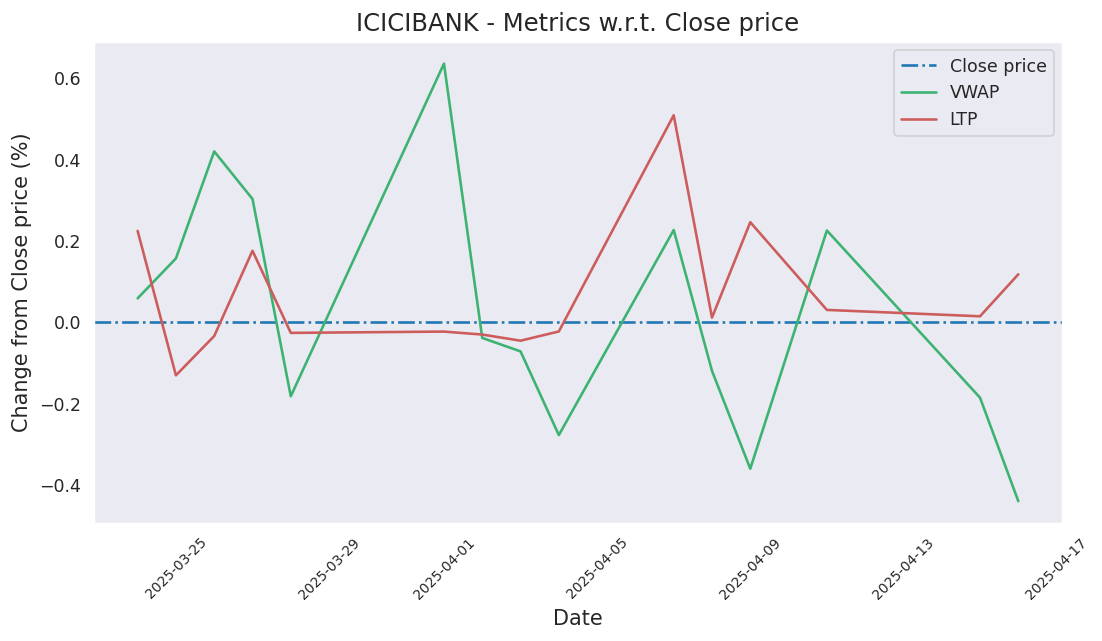 ICICIBANK - Metrics w.r.t. Close price
Close price
VWAP
LTP
Change from Close price (%)
0.6
0.4
0.2
0.0
−0.2
−0.4
2025-03-25
2025-03-29
2025-04-01
2025-04-05
2025-04-09
2025-04-13
2025-04-17
Date